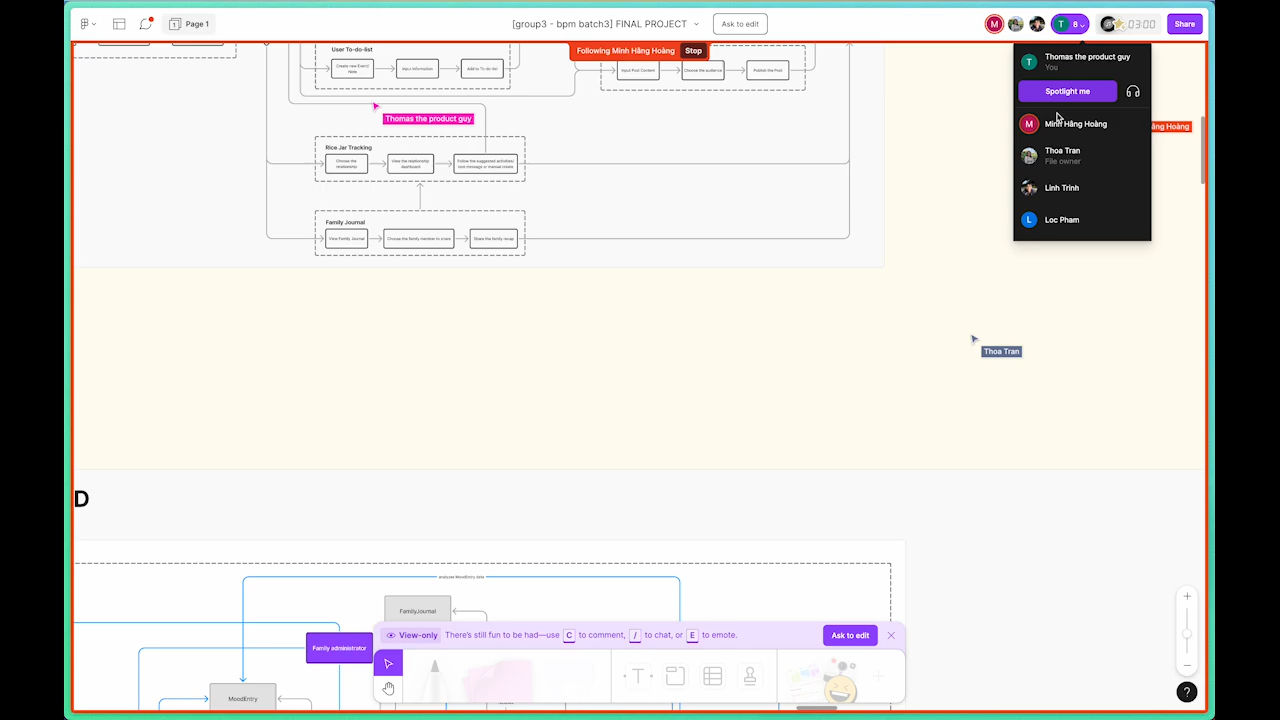 Page 1
[group3 - bpm batch3] FINAL PROJECT
Ask to edit
M
T
8
03:00
Share
Following Minh Hằng Hoàng
Stop
T
Thomas the product guy
You
Spotlight me
M
Minh Hằng Hoàng
ằng Hoàng
Thoa Tran
File owner
Linh Trinh
L
Loc Pham
User To-do-list
Create new Event/
Note
Input Information
Add to To-do-list
Input Post Content
Choose the audience
Publish the Post
Thomas the product guy
Rice Jar Tracking
Choose the
relationship
View the relationship
dashboard
Follow the suggested activities/
Family Journal
View Family Journal
Choose the family member to share
Share the family recap
Thoa Tran
D
analyzes MoodEntry data
FamilyJournal
Family administrator
MoodEntry
View-only
There's still fun to be had—use C to comment, / to chat, or E to emote.
Ask to edit
T
?